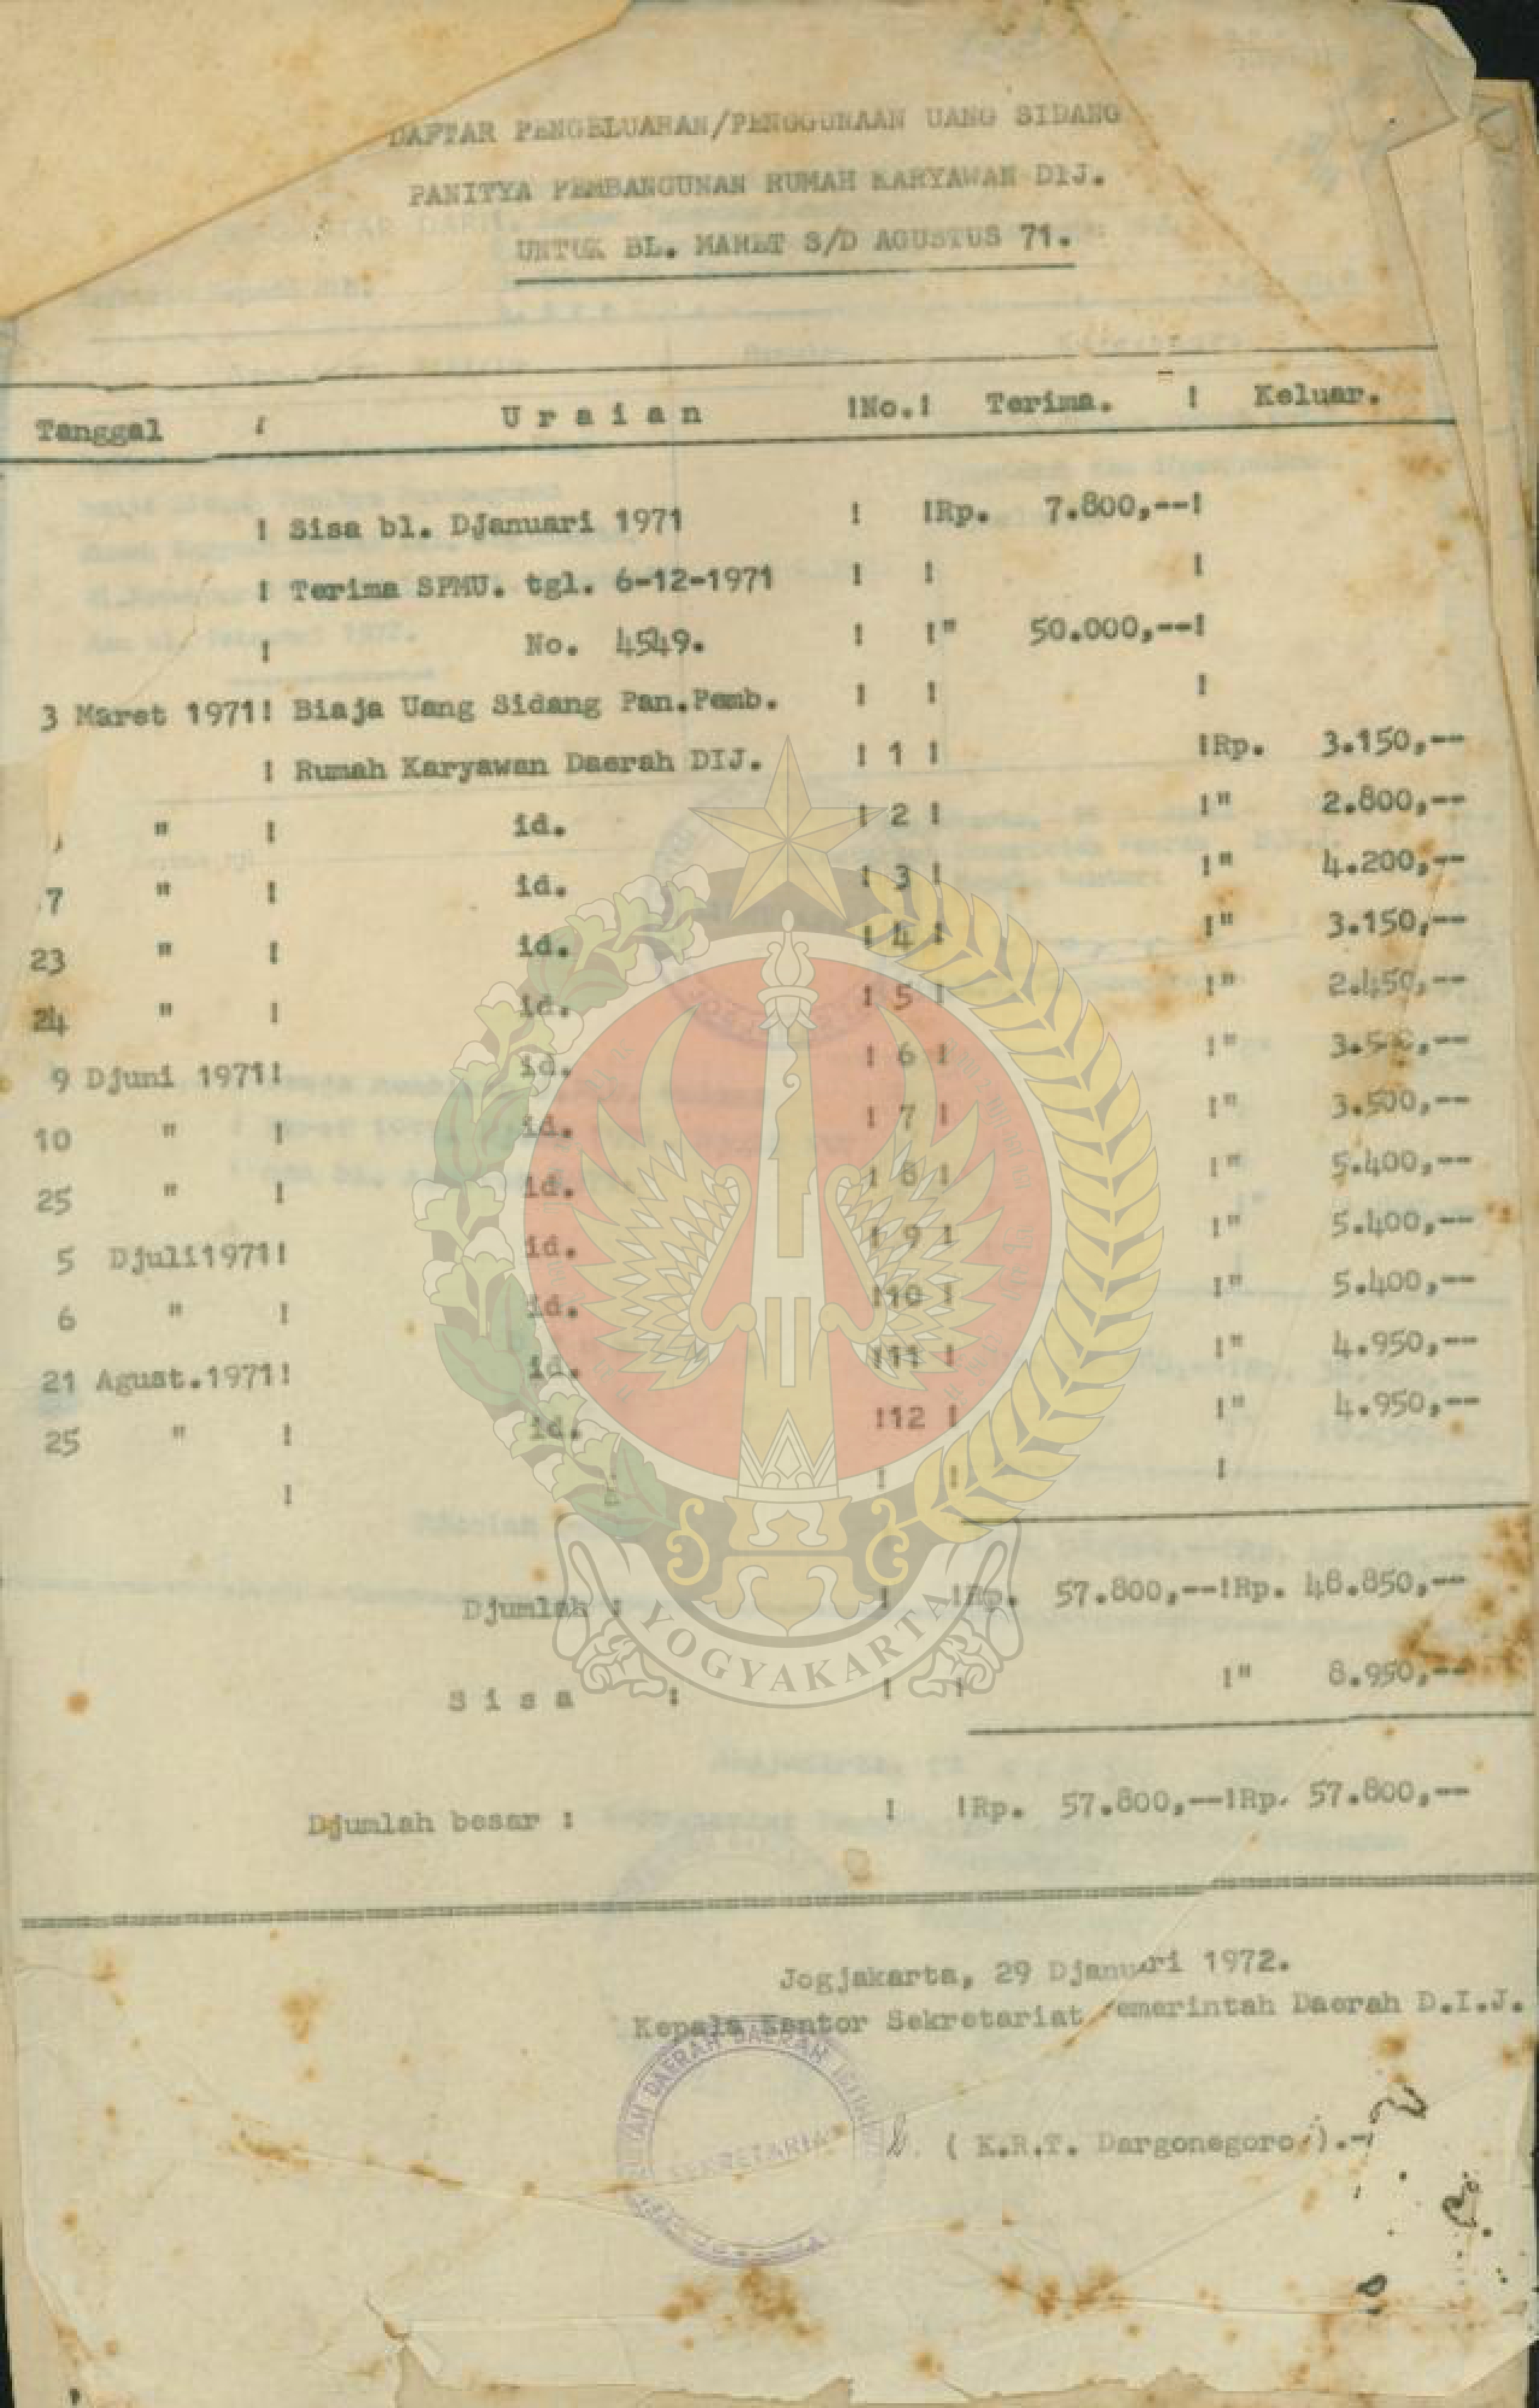 DAFTAR PENGELUARAN/PENGGUNAAN UANG SIDANG
PANITYA PEMBANGUNAN RUMAH KARYAWAN DIJ.
UNTUK BL. MARET S/D AGUSTUS 71.
Tanggal ! U r a i a n !No.! Terima. ! Keluar.
! Sisa bl. DJanuari 1971 ! !Rp. 7.800,--!
! Terima SPMU. tgl. 6-12-1971 ! ! !
! No. 4549. ! !" 50.000,--!
3 Maret 1971! Biaja Uang Sidang Pan.Pemb. ! ! !
! Rumah Karyawan Daerah DIJ. ! 1 ! !Rp. 3.150,--
" ! id. ! 2 ! !" 2.800,--
7 " ! id. ! 3 ! !" 4.200,--
23 " ! id. ! 4 ! !" 3.150,--
24 " ! id. ! 5 ! !" 2.450,--
9 Djuni 1971! id. ! 6 ! !" 3.500,--
10 " ! id. ! 7 ! !" 3.500,--
25 " ! id. ! 8 ! !" 5.400,--
5 Djuli1971! id. ! 9 ! !" 5.400,--
6 " ! id. !10 ! !" 5.400,--
21 Agust.1971! id. !11 ! !" 4.950,--
25 " ! id. !12 ! !" 4.950,--
! : ! ! !
Djumlah : ! !Rp. 57.800,--!Rp. 48.850,--
S i s a : ! ! !" 8.950,--
Djumlah besar : ! !Rp. 57.800,--!Rp. 57.800,--
YOGYAKARTA
Jogjakarta, 29 Djanuari 1972.
Kepala Kantor Sekretariat Pemerintah Daerah D.I.J.
DAERAH DAERAH
SEKRETARIAT
( K.R.T. Dargonegoro ).-